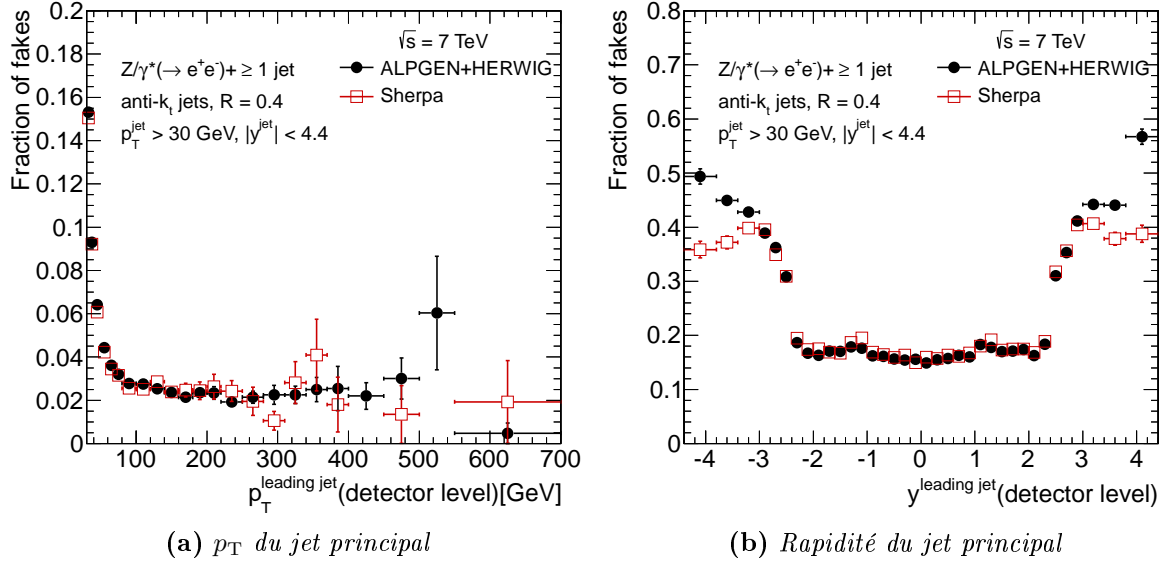 Fraction of fakes
0.2
0.18
0.16
0.14
0.12
0.1
0.08
0.06
0.04
0.02
0
√s = 7 TeV
Z/γ*(→ e⁺e⁻)+ ≥ 1 jet
ALPGEN+HERWIG
anti-kₜ jets, R = 0.4
Sherpa
p_T^jet > 30 GeV, |y^jet| < 4.4
100 200 300 400 500 600 700
p_T^leading jet(detector level)[GeV]
(a) p_T du jet principal
Fraction of fakes
0.8
0.7
0.6
0.5
0.4
0.3
0.2
0.1
0
√s = 7 TeV
Z/γ*(→ e⁺e⁻)+ ≥ 1 jet
ALPGEN+HERWIG
anti-kₜ jets, R = 0.4
Sherpa
p_T^jet > 30 GeV, |y^jet| < 4.4
-4 -3 -2 -1 0 1 2 3 4
y^leading jet(detector level)
(b) Rapidité du jet principal